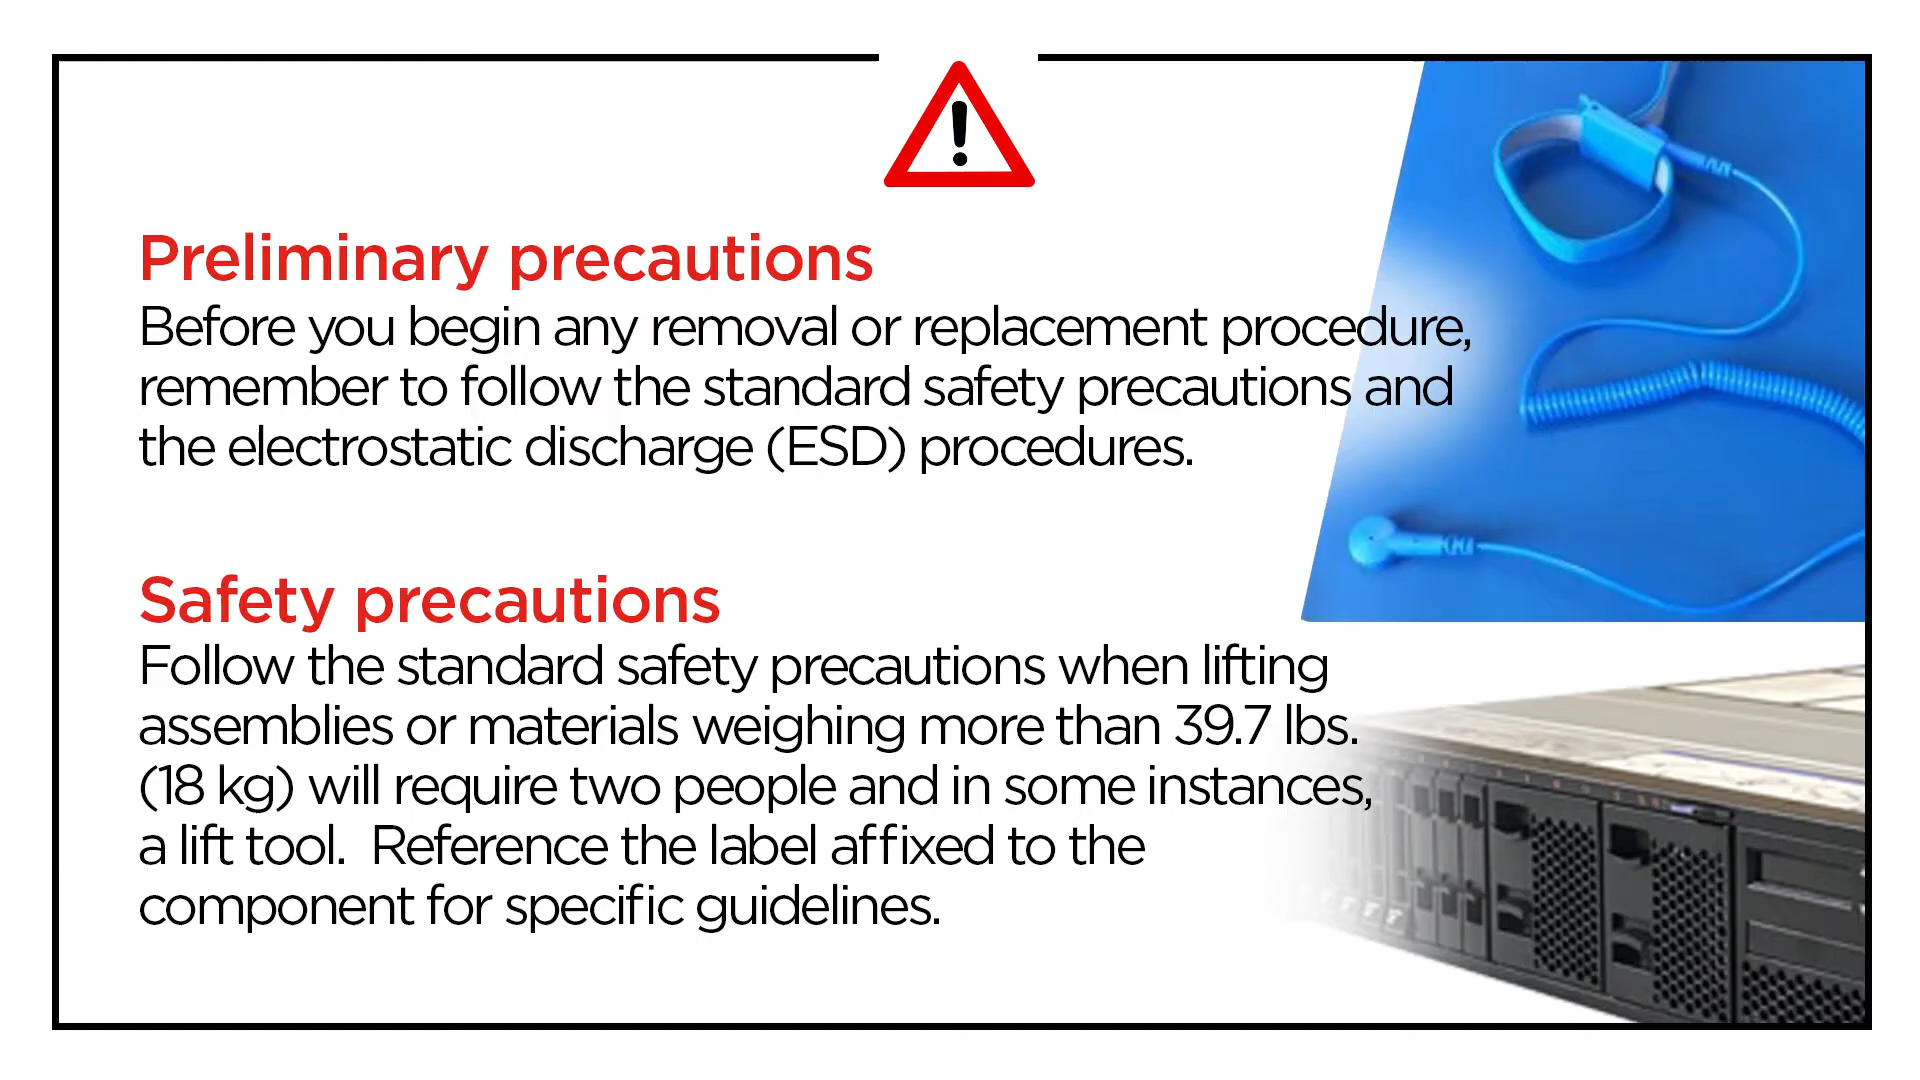 Preliminary precautions
Before you begin any removal or replacement procedure,
remember to follow the standard safety precautions and
the electrostatic discharge (ESD) procedures.
Safety precautions
Follow the standard safety precautions when lifting
assemblies or materials weighing more than 39.7 lbs.
(18 kg) will require two people and in some instances,
a lift tool.  Reference the label affixed to the
component for specific guidelines.